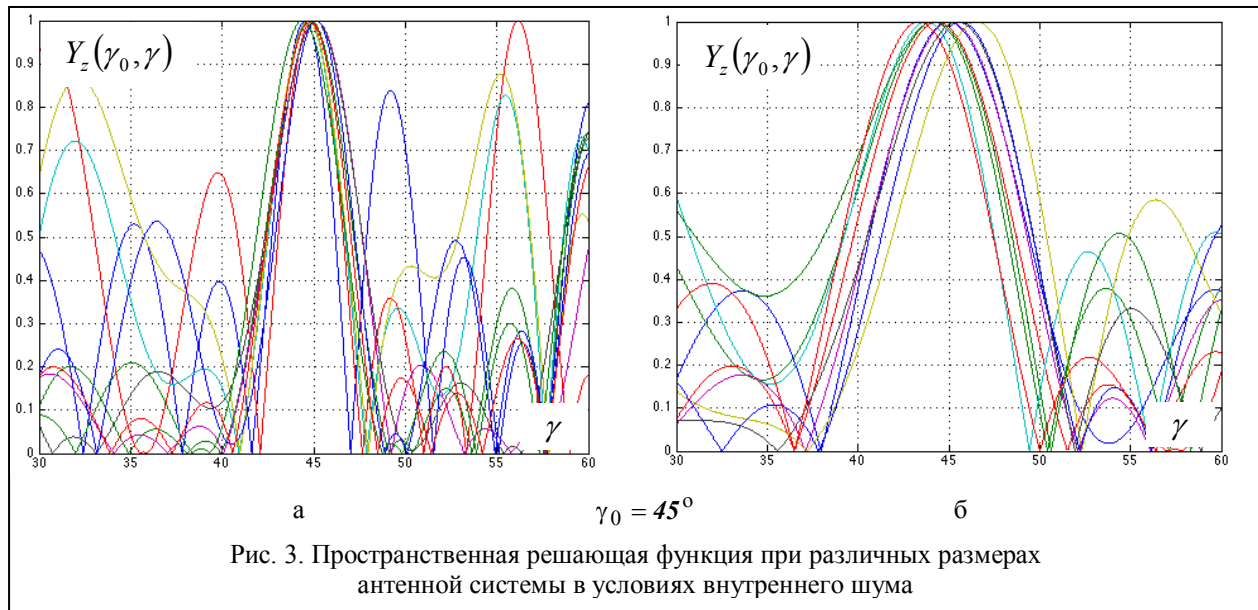 Y_z(γ₀, γ)
1
0.9
0.8
0.7
0.6
0.5
0.4
0.3
0.2
0.1
0
30 35 40 45 50 55 60
γ
Y_z(γ₀, γ)
1
0.9
0.8
0.7
0.6
0.5
0.4
0.3
0.2
0.1
0
30 35 40 45 50 55 60
γ
а γ₀ = 45° б
Рис. 3. Пространственная решающая функция при различных размерах
антенной системы в условиях внутреннего шума